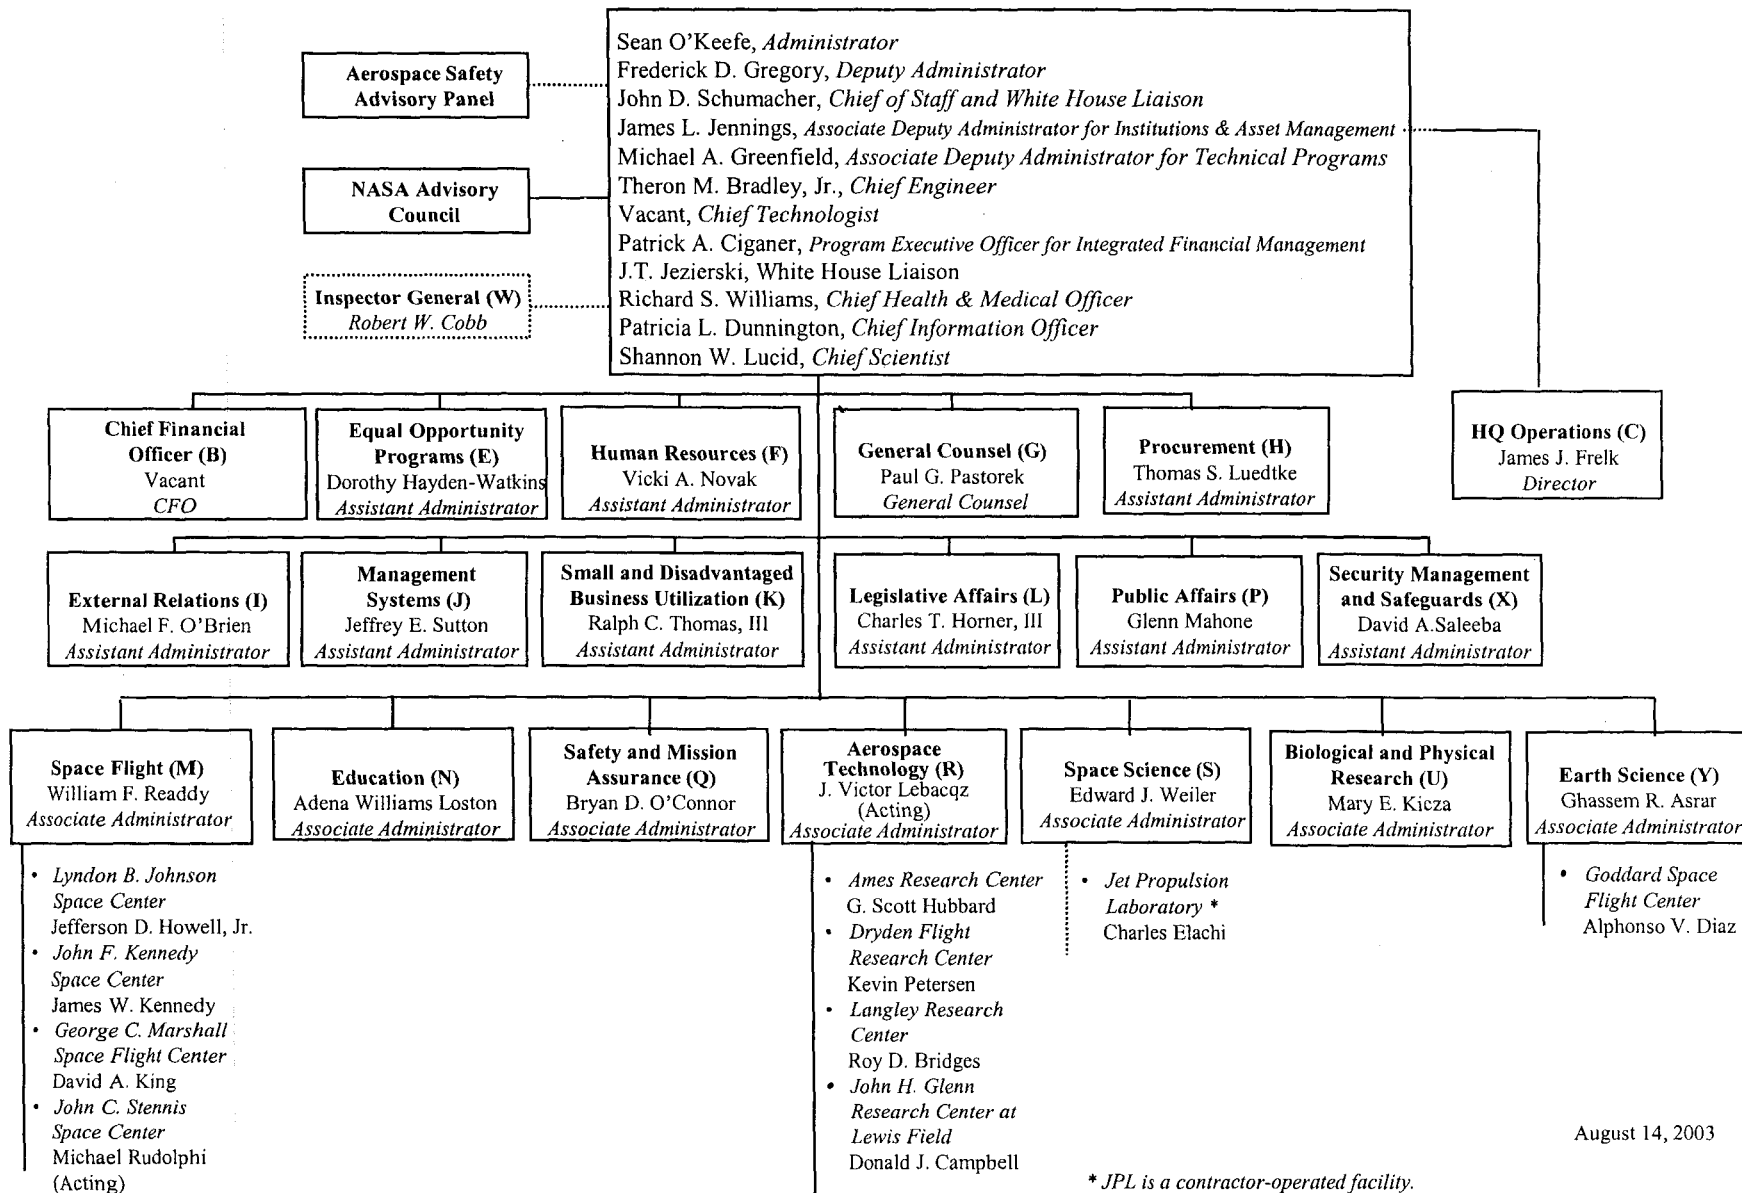 Aerospace Safety
Advisory Panel
NASA Advisory
Council
Inspector General (W)
Robert W. Cobb
Sean O'Keefe, Administrator
Frederick D. Gregory, Deputy Administrator
John D. Schumacher, Chief of Staff and White House Liaison
James L. Jennings, Associate Deputy Administrator for Institutions & Asset Management
Michael A. Greenfield, Associate Deputy Administrator for Technical Programs
Theron M. Bradley, Jr., Chief Engineer
Vacant, Chief Technologist
Patrick A. Ciganer, Program Executive Officer for Integrated Financial Management
J.T. Jezierski, White House Liaison
Richard S. Williams, Chief Health & Medical Officer
Patricia L. Dunnington, Chief Information Officer
Shannon W. Lucid, Chief Scientist
Chief Financial
Officer (B)
Vacant
CFO
Equal Opportunity
Programs (E)
Dorothy Hayden-Watkins
Assistant Administrator
Human Resources (F)
Vicki A. Novak
Assistant Administrator
General Counsel (G)
Paul G. Pastorek
General Counsel
Procurement (H)
Thomas S. Luedtke
Assistant Administrator
HQ Operations (C)
James J. Frelk
Director
External Relations (I)
Michael F. O'Brien
Assistant Administrator
Management
Systems (J)
Jeffrey E. Sutton
Assistant Administrator
Small and Disadvantaged
Business Utilization (K)
Ralph C. Thomas, III
Assistant Administrator
Legislative Affairs (L)
Charles T. Horner, III
Assistant Administrator
Public Affairs (P)
Glenn Mahone
Assistant Administrator
Security Management
and Safeguards (X)
David A.Saleeba
Assistant Administrator
Space Flight (M)
William F. Readdy
Associate Administrator
Education (N)
Adena Williams Loston
Associate Administrator
Safety and Mission
Assurance (Q)
Bryan D. O'Connor
Associate Administrator
Aerospace
Technology (R)
J. Victor Lebacqz
(Acting)
Associate Administrator
Space Science (S)
Edward J. Weiler
Associate Administrator
Biological and Physical
Research (U)
Mary E. Kicza
Associate Administrator
Earth Science (Y)
Ghassem R. Asrar
Associate Administrator
• Lyndon B. Johnson
Space Center
Jefferson D. Howell, Jr.
• John F. Kennedy
Space Center
James W. Kennedy
• George C. Marshall
Space Flight Center
David A. King
• John C. Stennis
Space Center
Michael Rudolphi
(Acting)
• Ames Research Center
G. Scott Hubbard
• Dryden Flight
Research Center
Kevin Petersen
• Langley Research
Center
Roy D. Bridges
• John H. Glenn
Research Center at
Lewis Field
Donald J. Campbell
• Jet Propulsion
Laboratory *
Charles Elachi
• Goddard Space
Flight Center
Alphonso V. Diaz
August 14, 2003
* JPL is a contractor-operated facility.